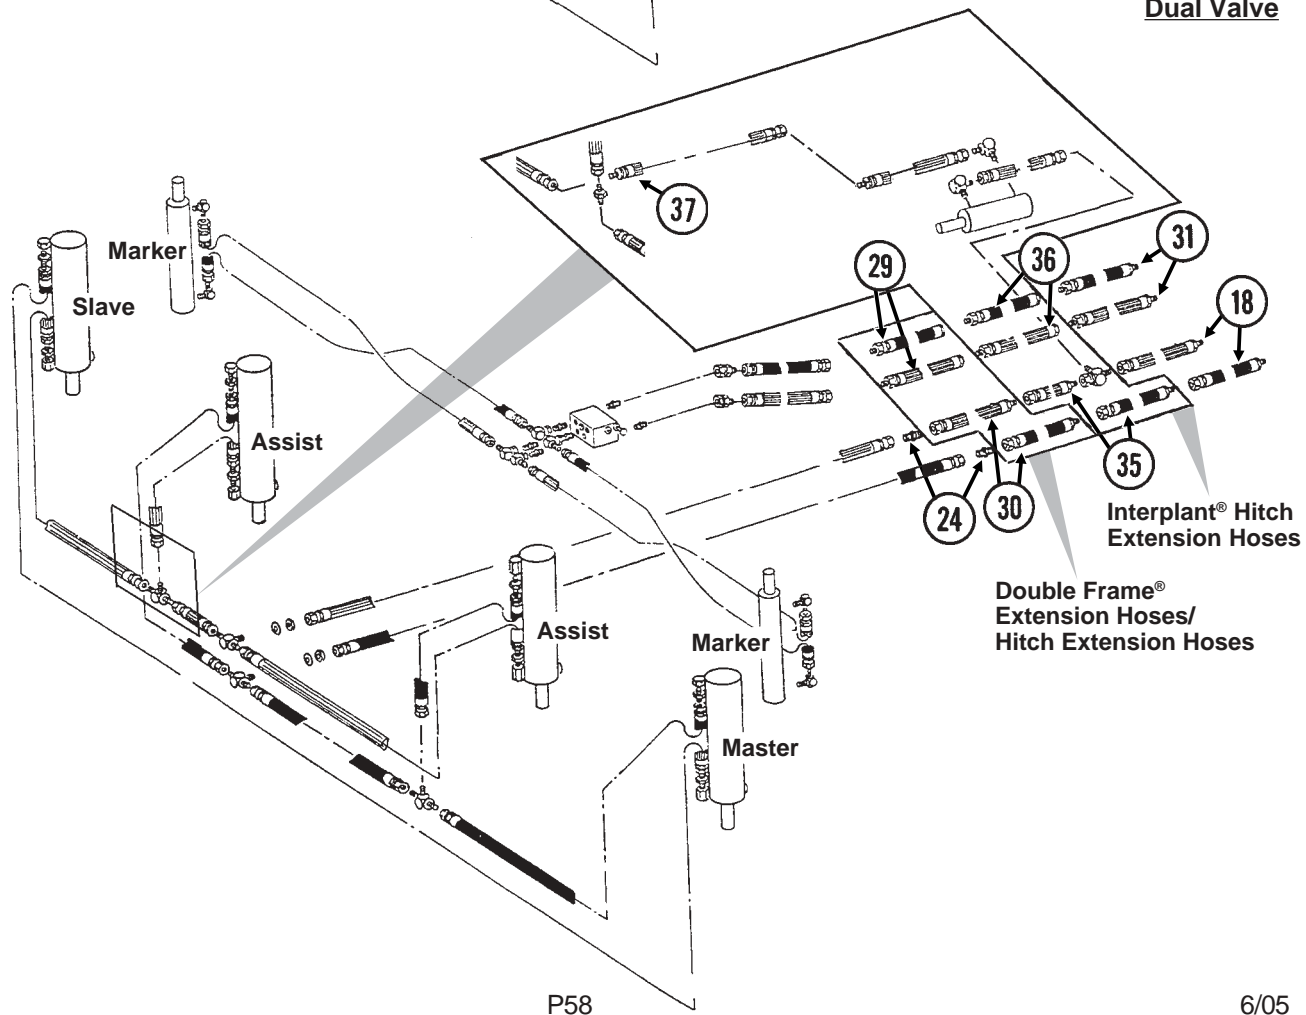 Dual Valve
37
31
36
29
18
Marker
Slave
Assist
35
30
24
Interplant® Hitch
Extension Hoses
Double Frame®
Extension Hoses/
Hitch Extension Hoses
Assist
Marker
Master
P58
6/05